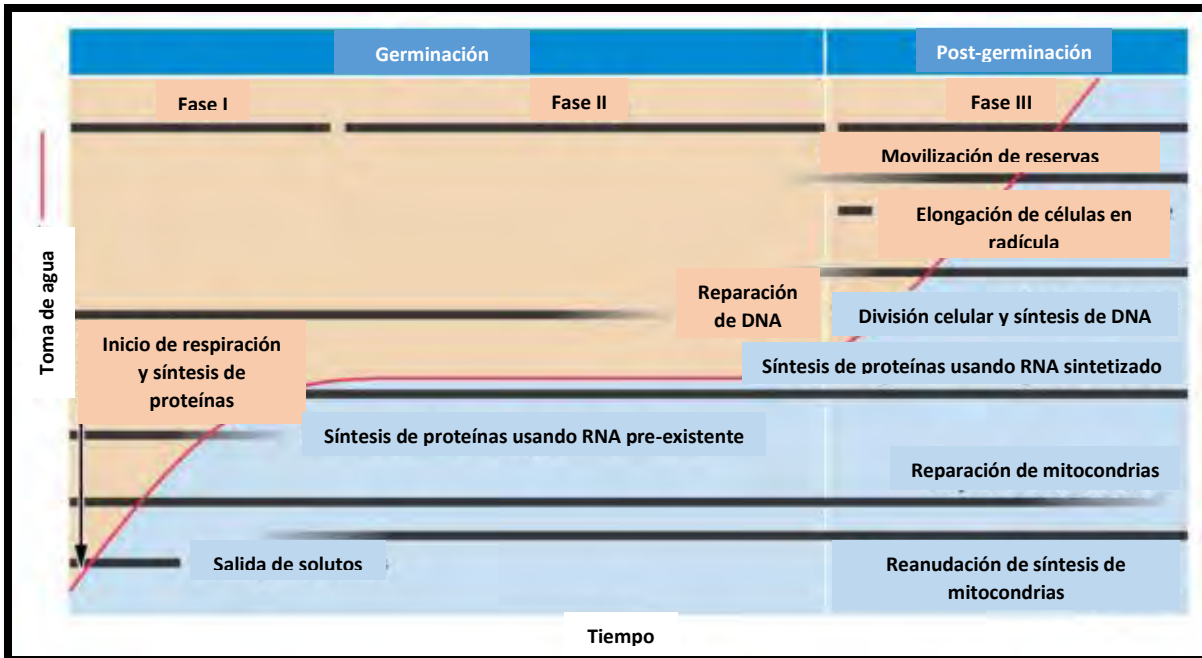 Germinación
Post-germinación
Fase I
Fase II
Fase III
Movilización de reservas
Elongación de células en
radícula
Toma de agua
Reparación
de DNA
División celular y síntesis de DNA
Inicio de respiración
y síntesis de
proteínas
Síntesis de proteínas usando RNA sintetizado
Síntesis de proteínas usando RNA pre-existente
Reparación de mitocondrias
Salida de solutos
Reanudación de síntesis de
mitocondrias
Tiempo